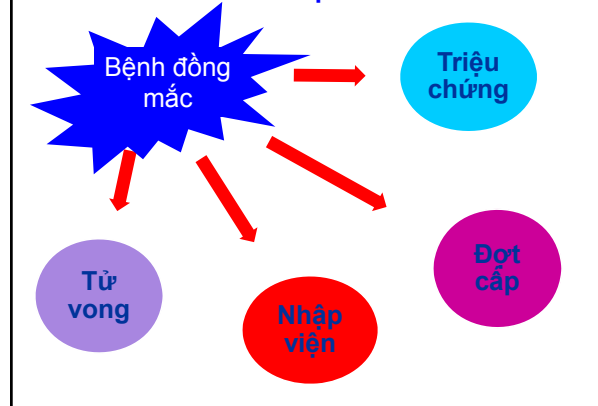 Bệnh đồng
mắc
Triệu
chứng
Đợt
cấp
Nhập
viện
Tử
vong